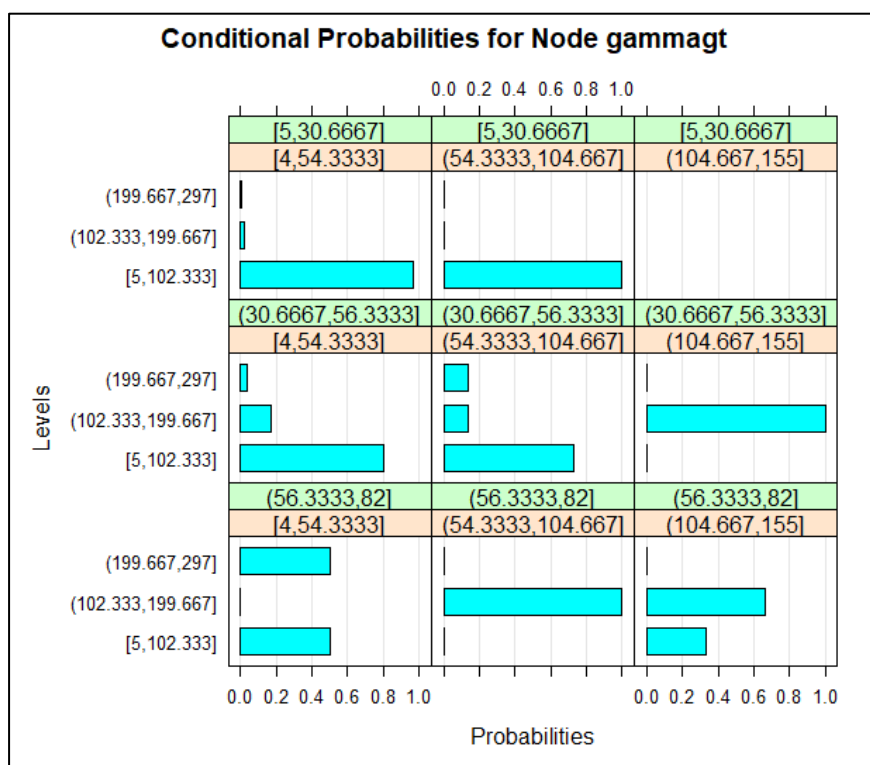 Conditional Probabilities for Node gammagt
0.0 0.2 0.4 0.6 0.8 1.0
[5,30.6667] [5,30.6667] [5,30.6667]
[4,54.3333] (54.3333,104.667] (104.667,155]
(199.667,297]
(102.333,199.667]
[5,102.333]
(30.6667,56.3333] (30.6667,56.3333] (30.6667,56.3333]
[4,54.3333] (54.3333,104.667] (104.667,155]
(199.667,297]
(102.333,199.667]
[5,102.333]
Levels
(56.3333,82] (56.3333,82] (56.3333,82]
[4,54.3333] (54.3333,104.667] (104.667,155]
(199.667,297]
(102.333,199.667]
[5,102.333]
0.0 0.2 0.4 0.6 0.8 1.0 0.0 0.2 0.4 0.6 0.8 1.0
Probabilities